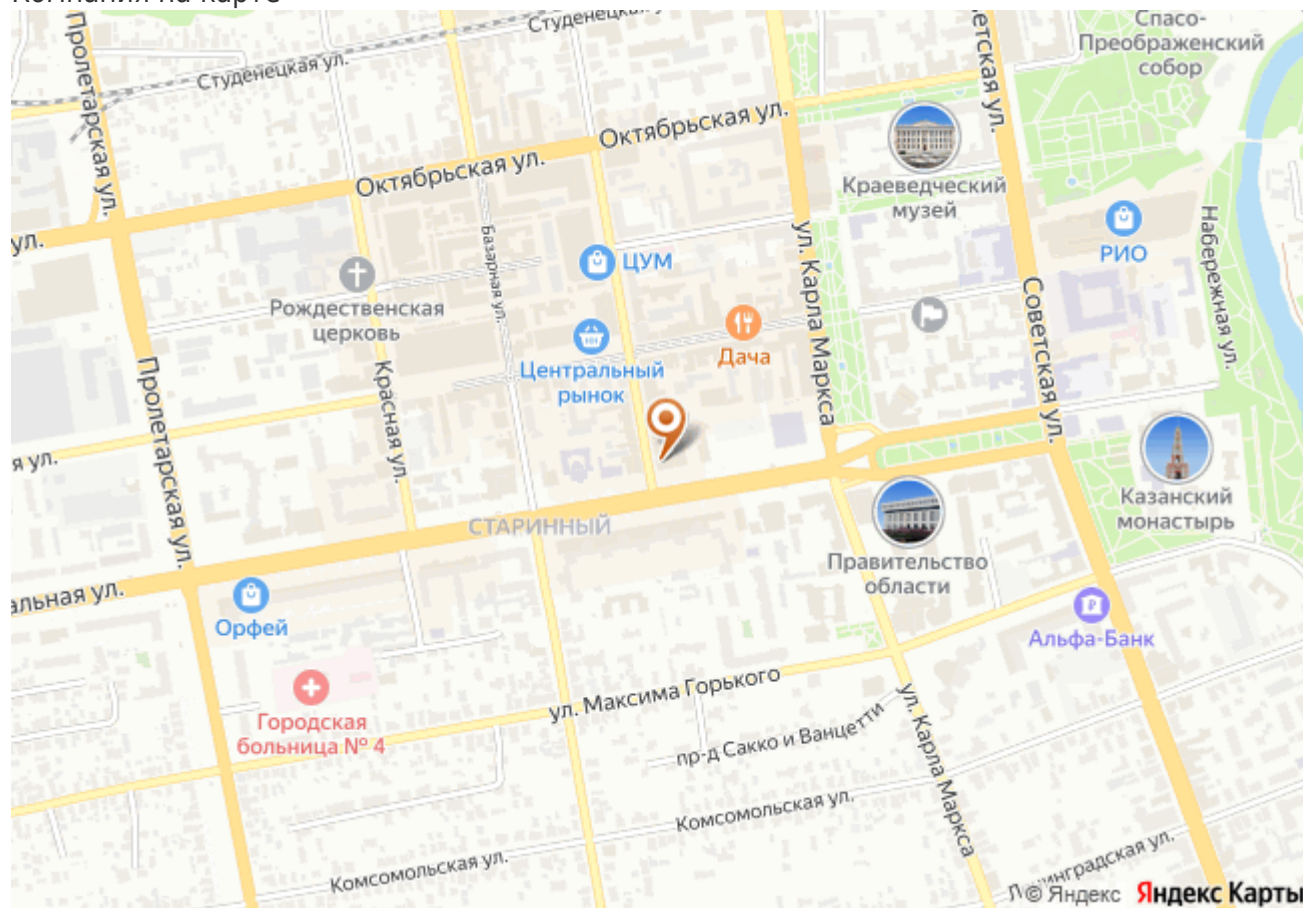 Компания на карте
Студенецкая ул.
Спасо-
Преображенский
собор
Пролетарская ул.
Студенецкая ул.
Октябрьская ул.
Октябрьская ул.
Краеведческий
музей
ул.
Базарная ул.
ЦУМ
РИО
Набережная ул.
Рождественская
церковь
ул. Карла Маркса
Советская ул.
Центральный
рынок
Дача
Пролетарская ул.
Красная ул.
я ул.
Казанский
монастырь
СТАРИННЫЙ
Правительство
области
альная ул.
Орфей
Альфа-Банк
ул. Максима Горького
Городская
больница № 4
пр-д Сакко и Ванцетти
ул. Карла Маркса
Комсомольская ул.
Комсомольская ул.
© Яндекс Яндекс Карты